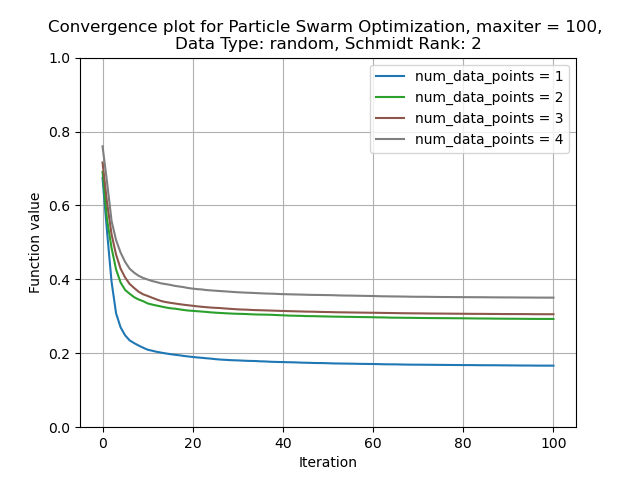 Convergence plot for Particle Swarm Optimization, maxiter = 100,
Data Type: random, Schmidt Rank: 2
num_data_points = 1
num_data_points = 2
num_data_points = 3
num_data_points = 4
Function value
1.0
0.8
0.6
0.4
0.2
0.0
0 20 40 60 80 100
Iteration